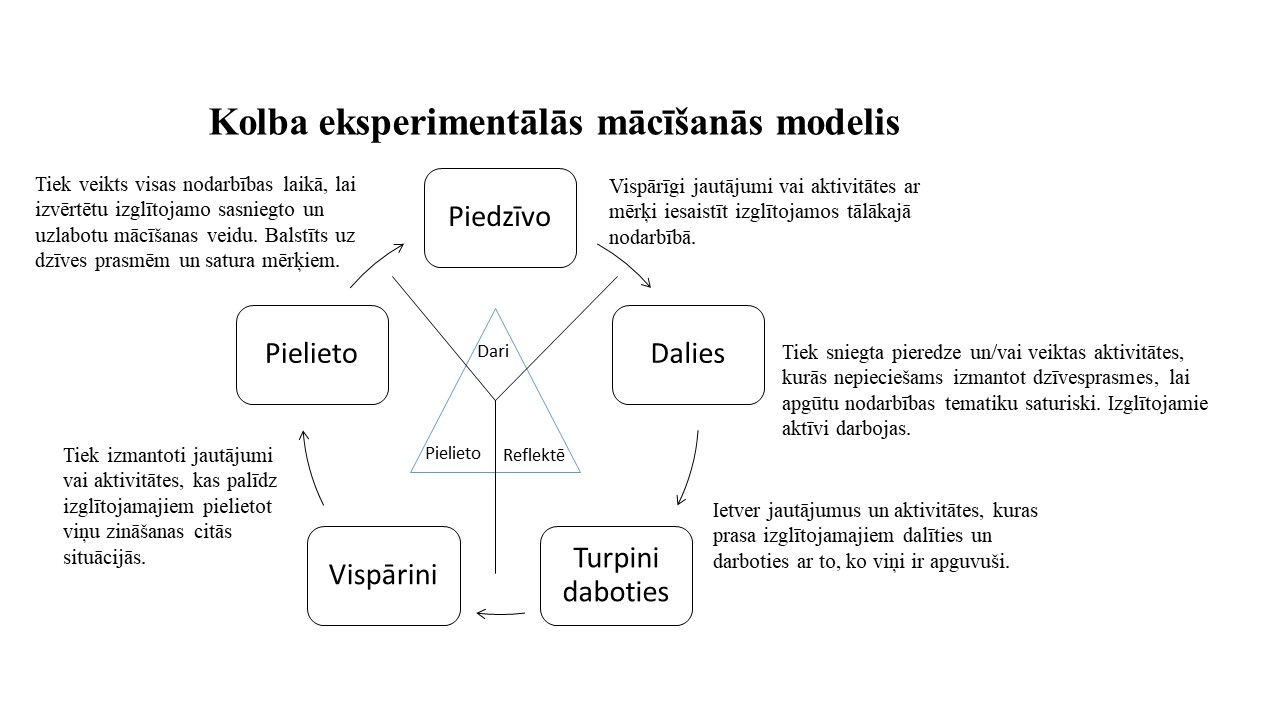 Kolba eksperimentālās mācīšanās modelis
Tiek veikts visas nodarbības laikā, lai
izvērtētu izglītojamo sasniegto un
uzlabotu mācīšanas veidu. Balstīts uz
dzīves prasmēm un satura mērķiem.
Piedzīvo
Vispārīgi jautājumi vai aktivitātes ar
mērķi iesaistīt izglītojamos tālākajā
nodarbībā.
Pielieto
Dari
Dalies
Tiek sniegta pieredze un/vai veiktas aktivitātes,
kurās nepieciešams izmantot dzīvesprasmes, lai
apgūtu nodarbības tematiku saturiski. Izglītojamie
aktīvi darbojas.
Pielieto
Reflektē
Tiek izmantoti jautājumi
vai aktivitātes, kas palīdz
izglītojamajiem pielietot
viņu zināšanas citās
situācijās.
Ietver jautājumus un aktivitātes, kuras
prasa izglītojamajiem dalīties un
darboties ar to, ko viņi ir apguvuši.
Vispārini
Turpini
daboties